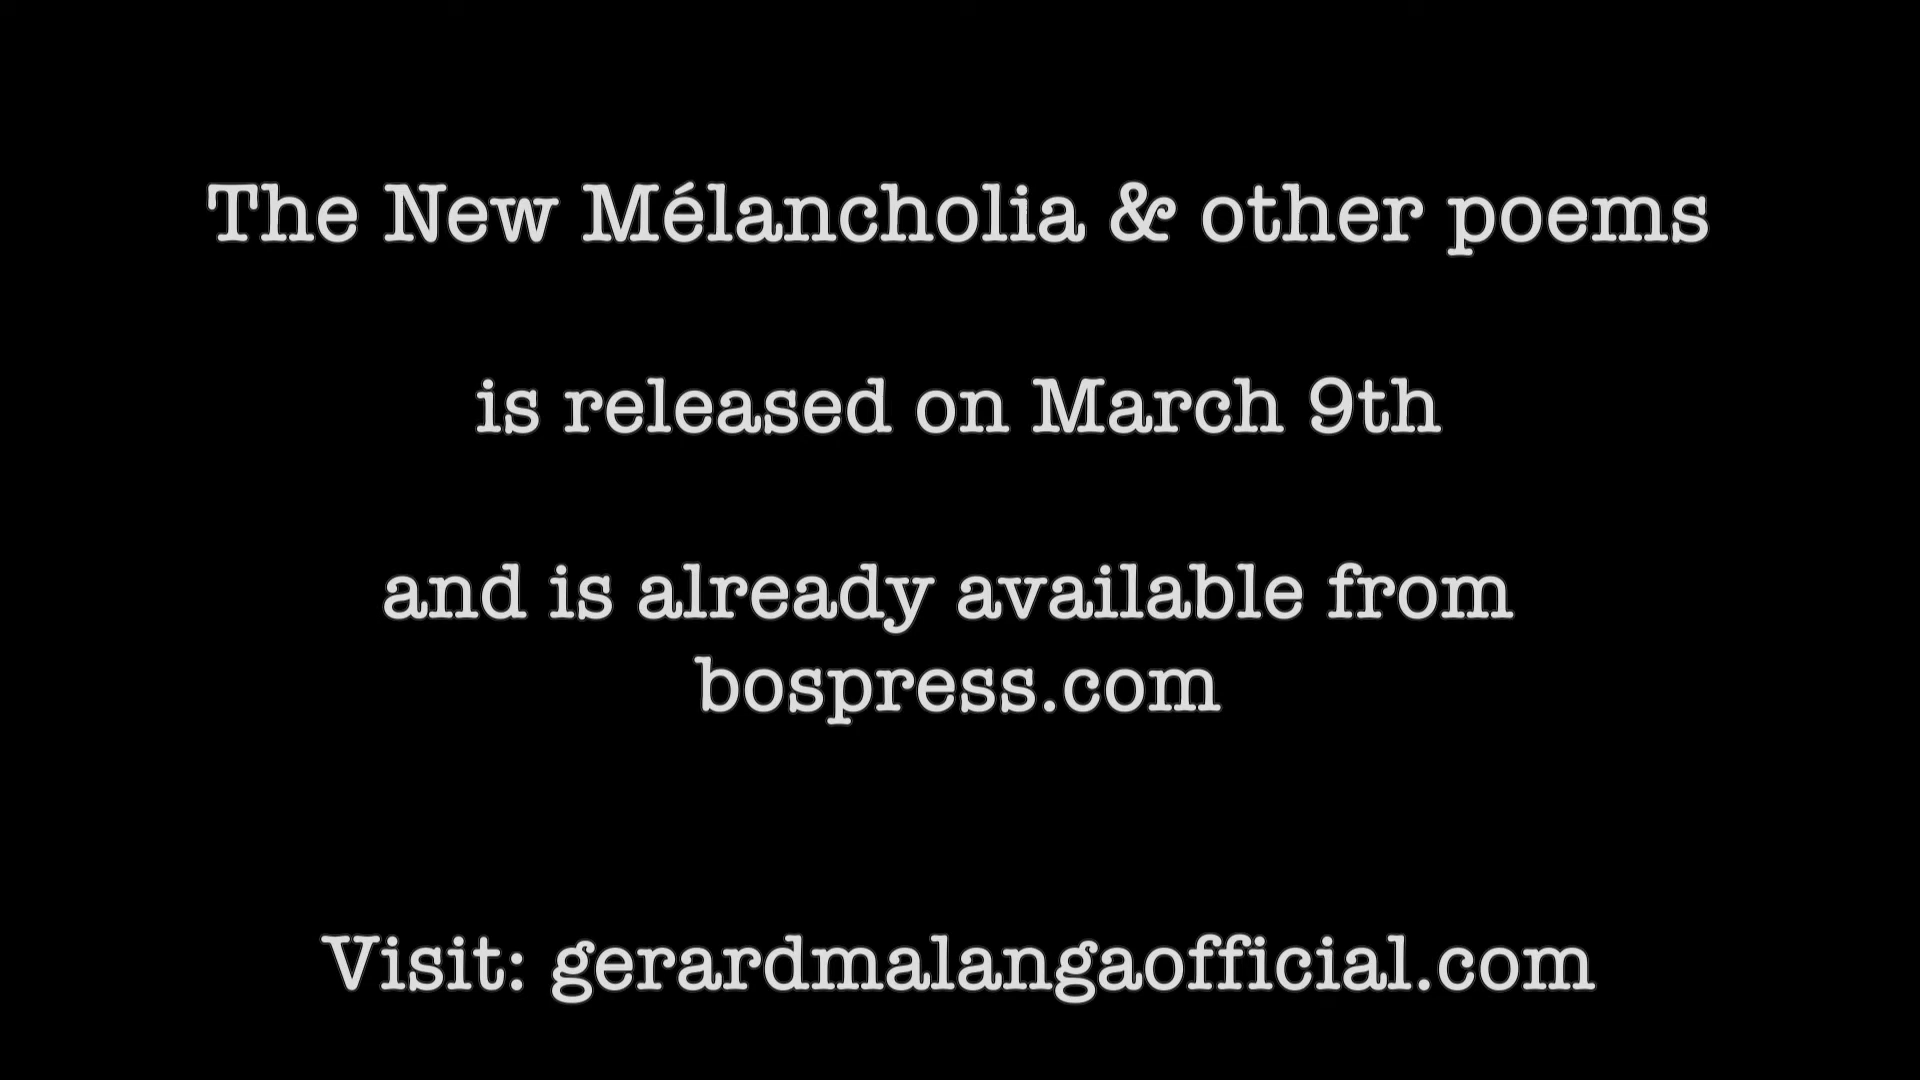 The New Mélancholia & other poems
is released on March 9th
and is already available from
bospress.com
Visit: gerardmalangaofficial.com